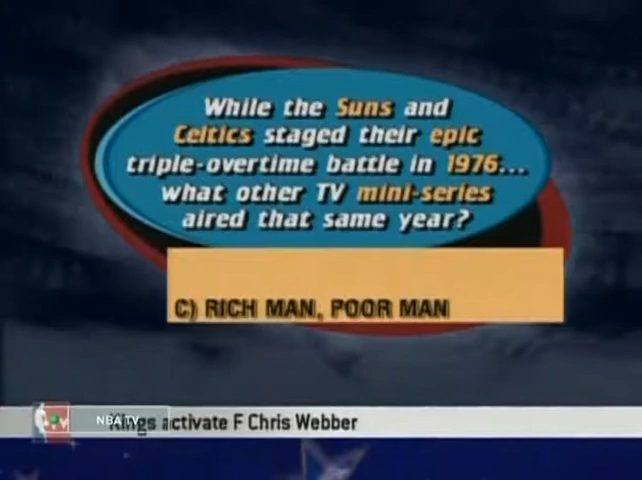 While the Suns and
Celtics staged their epic
triple-overtime battle in 1976...
what other TV mini-series
aired that same year?
C) RICH MAN, POOR MAN
NBA TV
Kings activate F Chris Webber